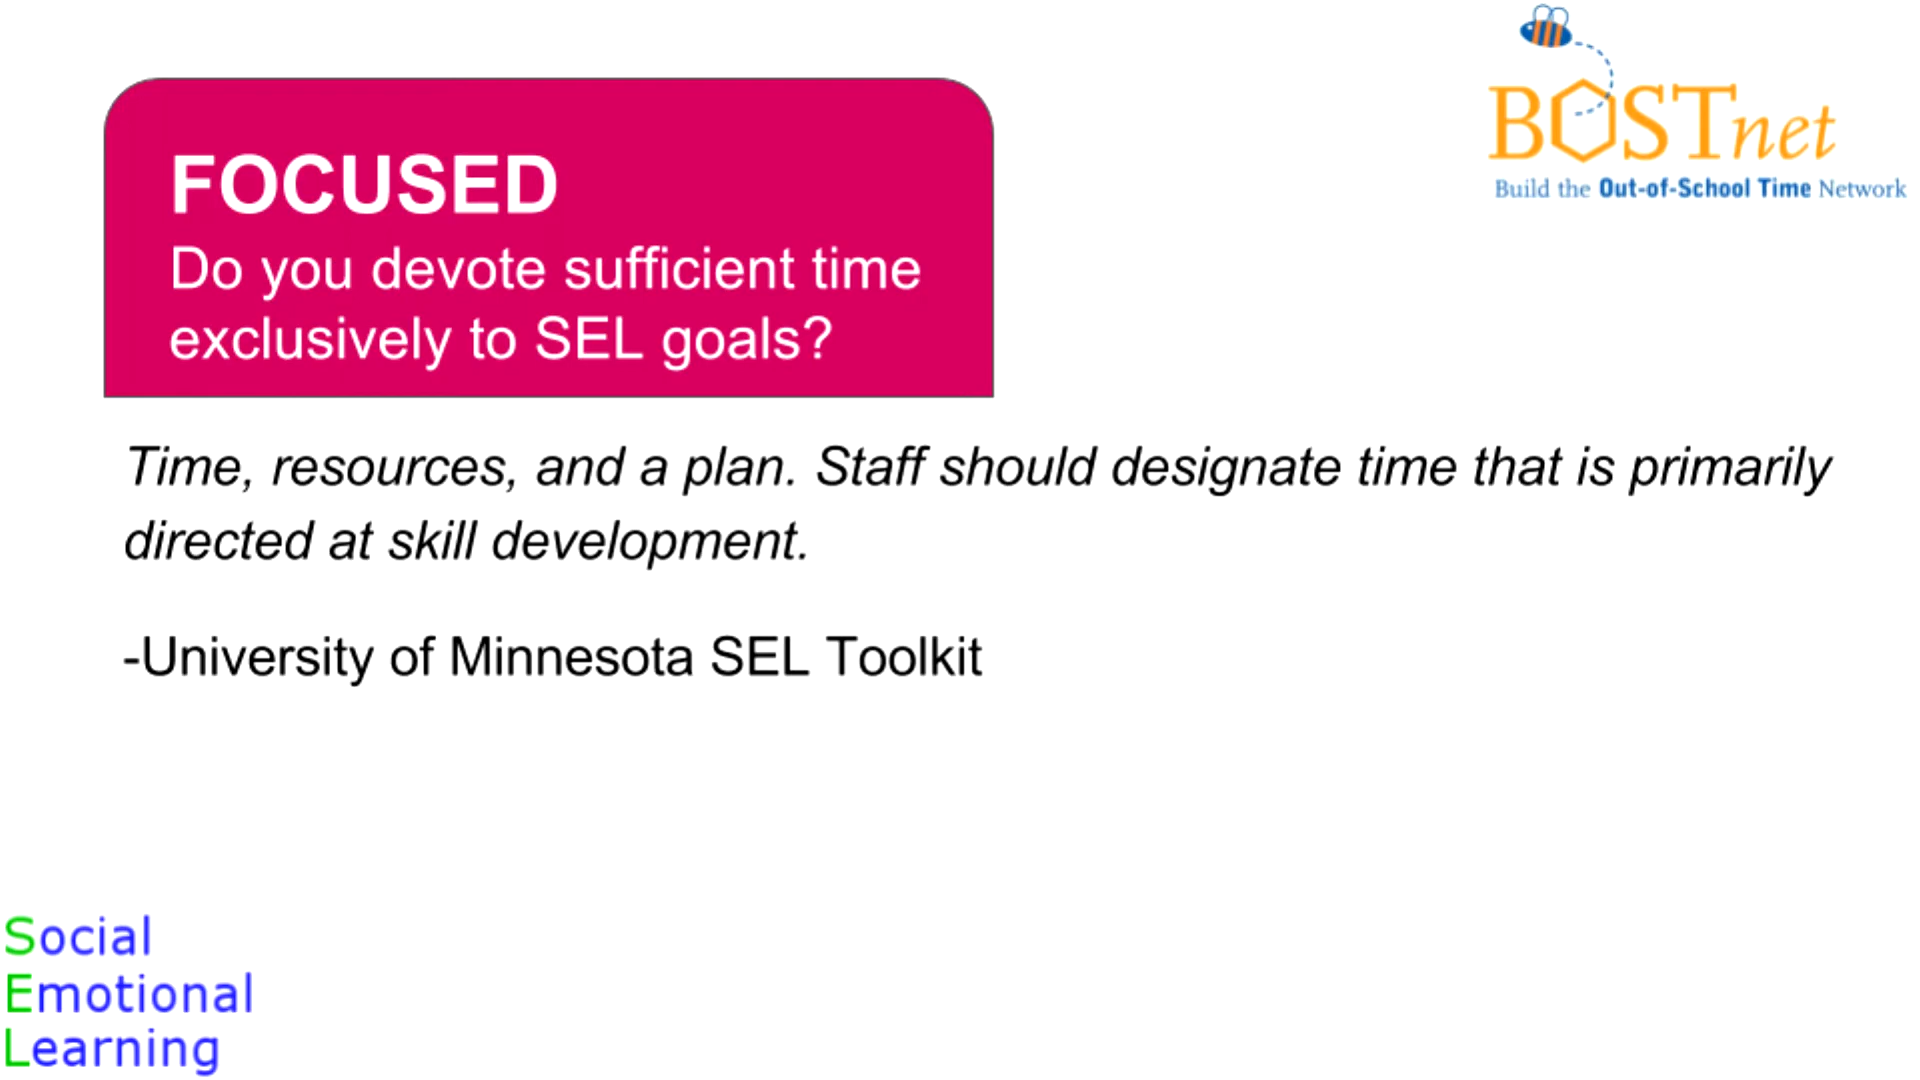 BOSTnet
Build the Out-of-School Time Network
FOCUSED
Do you devote sufficient time
exclusively to SEL goals?
Time, resources, and a plan. Staff should designate time that is primarily
directed at skill development.
-University of Minnesota SEL Toolkit
Social
Emotional
Learning